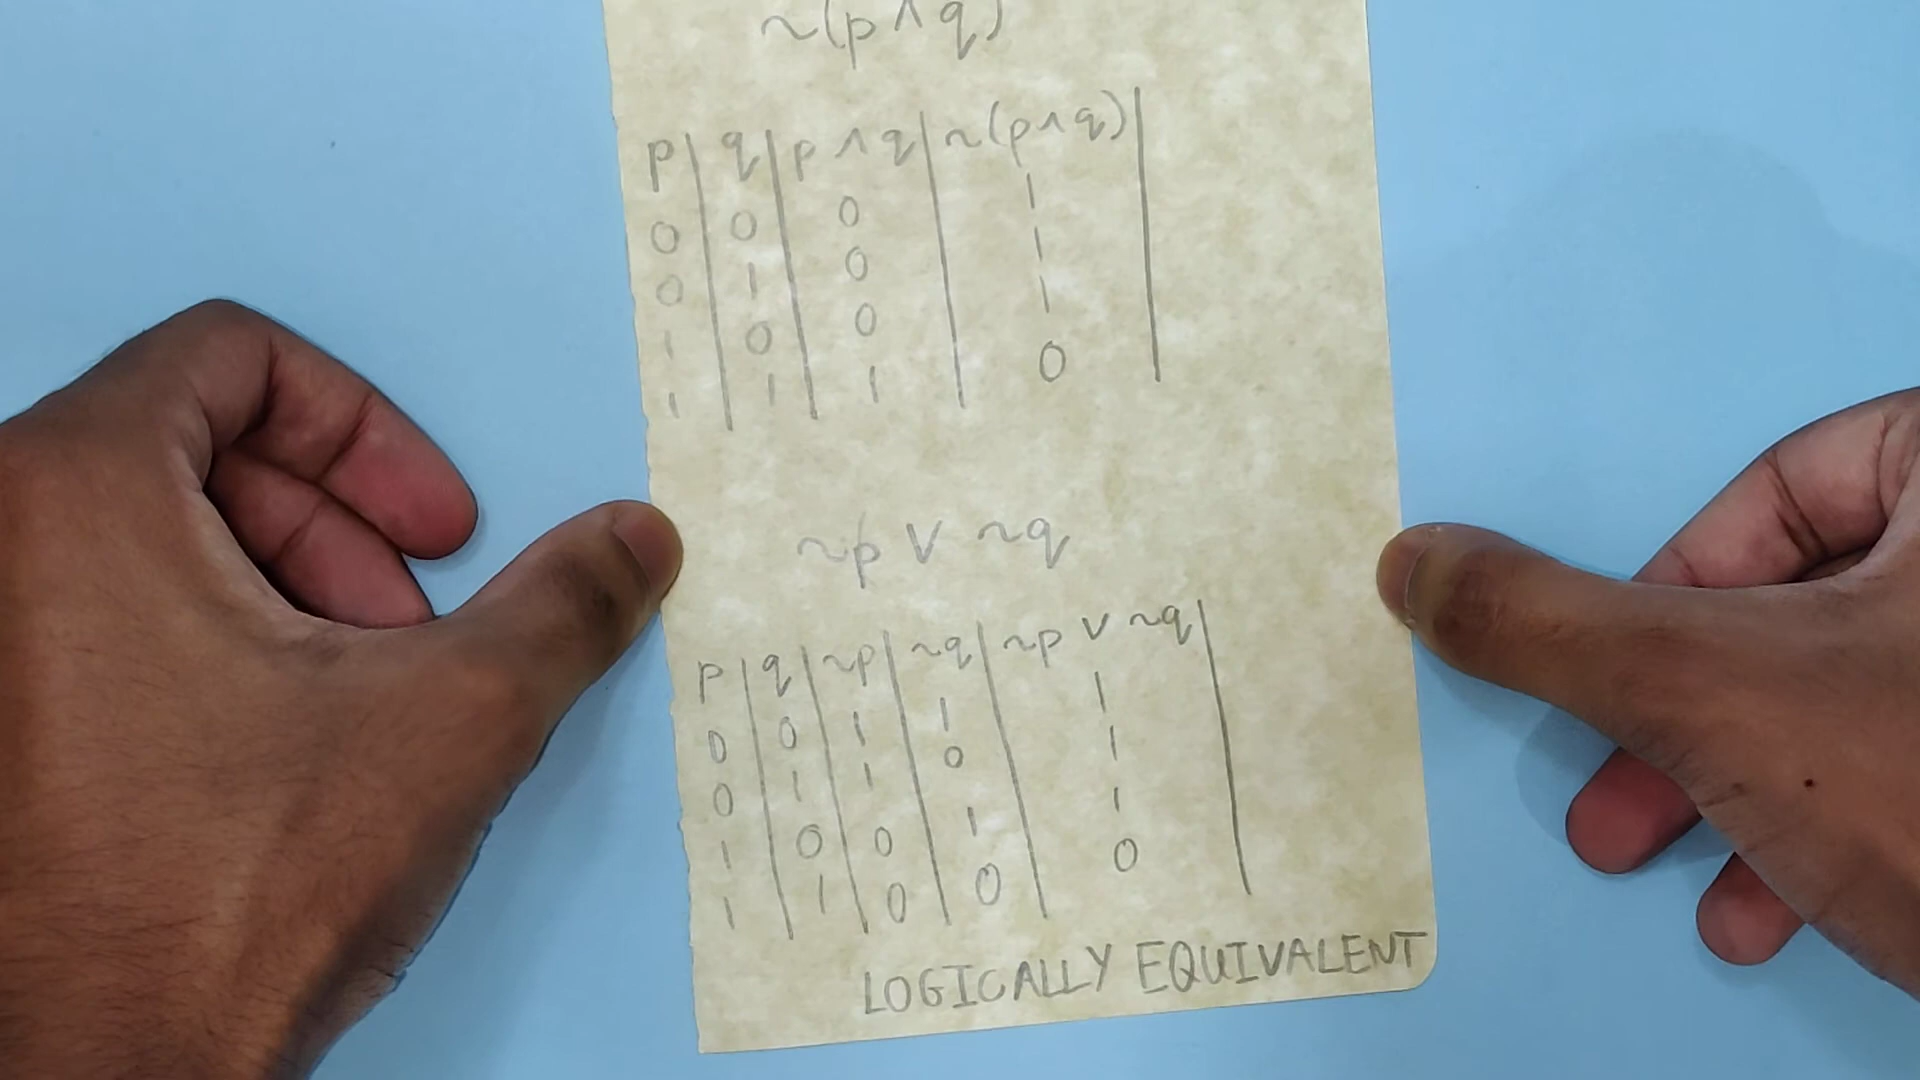 ~(p ∧ q)
p | q | p ∧ q | ~(p ∧ q) |
0 | 0 | 0 | 1
0 | 1 | 0 | 1
1 | 0 | 0 | 1
1 | 1 | 1 | 0
~p ∨ ~q
p | q | ~p | ~q | ~p ∨ ~q |
0 | 0 | 1 | 1 | 1
0 | 1 | 1 | 0 | 1
1 | 0 | 0 | 1 | 1
1 | 1 | 0 | 0 | 0
LOGICALLY EQUIVALENT